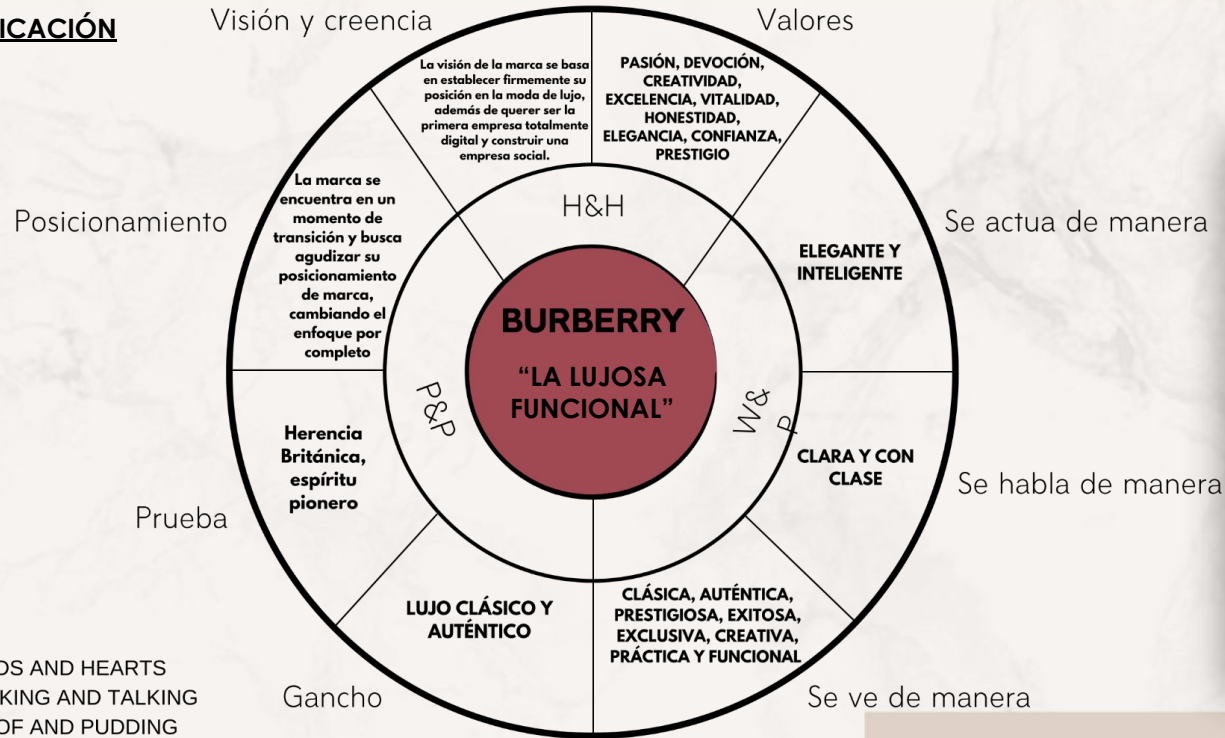 ICACIÓN
Visión y creencia
Valores
La visión de la marca se basa
en establecer firmemente su
posición en la moda de lujo,
además de querer ser la
primera empresa totalmente
digital y construir una
empresa social.
PASIÓN, DEVOCIÓN,
CREATIVIDAD,
EXCELENCIA, VITALIDAD,
HONESTIDAD,
ELEGANCIA, CONFIANZA,
PRESTIGIO
Posicionamiento
La marca se
encuentra en un
momento de
transición y busca
agudizar su
posicionamiento
de marca,
cambiando el
enfoque por
completo
H&H
Se actua de manera
ELEGANTE Y
INTELIGENTE
BURBERRY
“LA LUJOSA
FUNCIONAL”
P&P
W&
P
Prueba
Herencia
Británica,
espíritu
pionero
CLARA Y CON
CLASE
Se habla de manera
Gancho
LUJO CLÁSICO Y
AUTÉNTICO
CLÁSICA, AUTÉNTICA,
PRESTIGIOSA, EXITOSA,
EXCLUSIVA, CREATIVA,
PRÁCTICA Y FUNCIONAL
Se ve de manera
DS AND HEARTS
KING AND TALKING
OF AND PUDDING